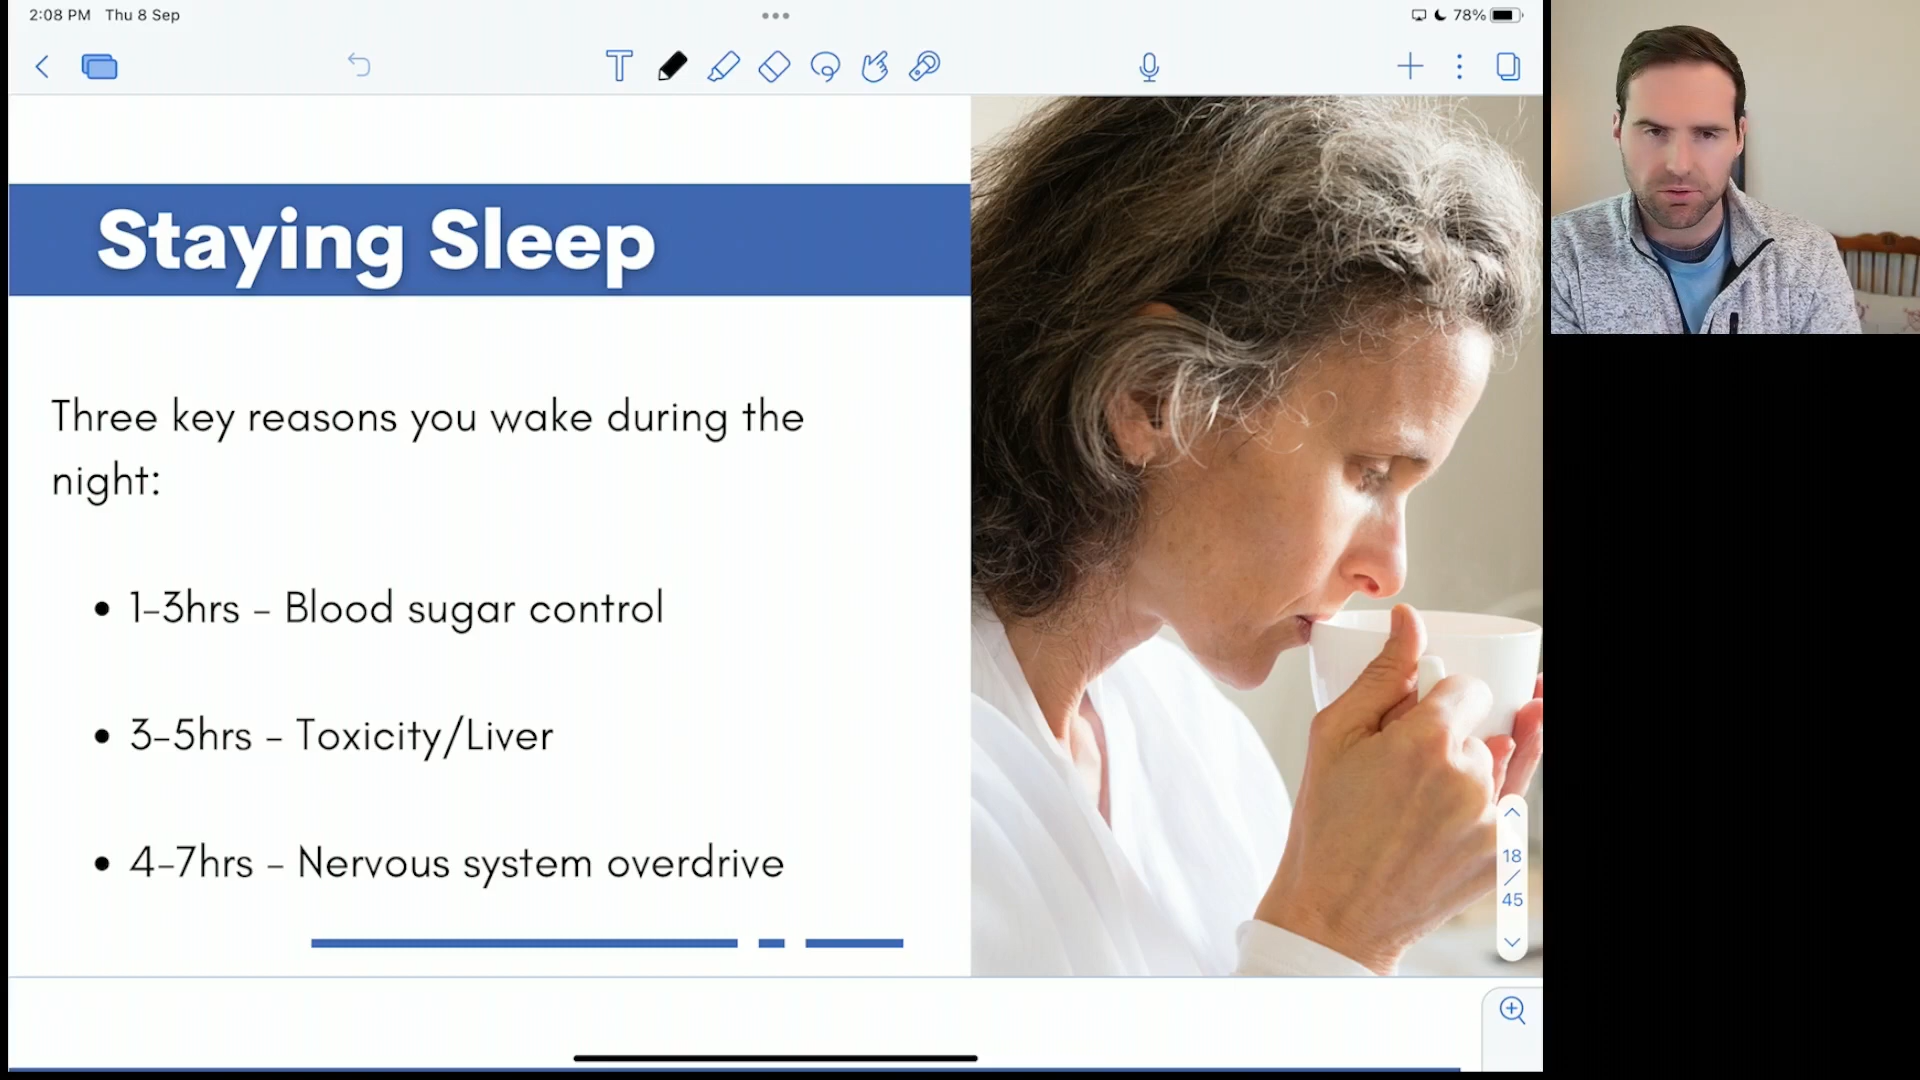 2:08 PM Thu 8 Sep
78%
T
Staying Sleep
Three key reasons you wake during the
night:
• 1-3hrs - Blood sugar control
• 3-5hrs - Toxicity/Liver
• 4-7hrs - Nervous system overdrive
18
/
45